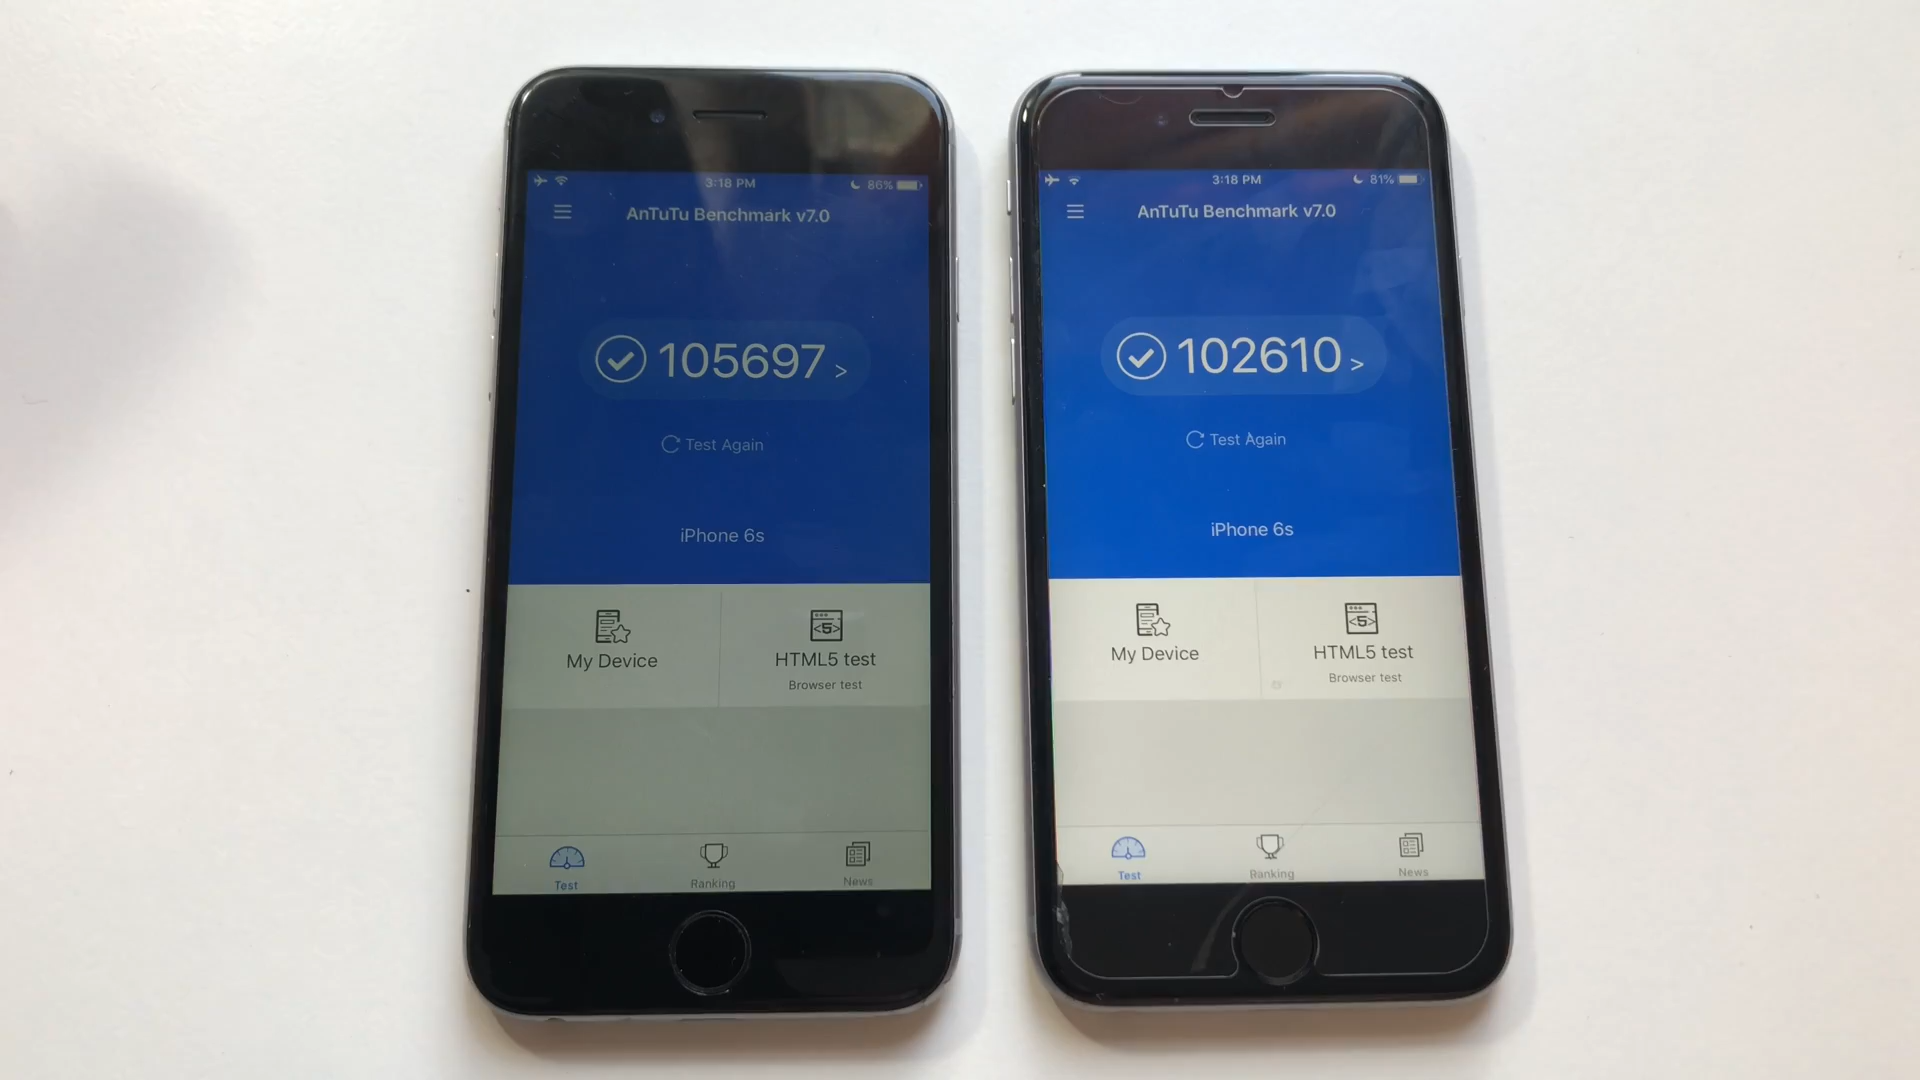 3:18 PM
86%
AnTuTu Benchmark v7.0
105697 >
Test Again
iPhone 6s
My Device
HTML5 test
Browser test
Test
Ranking
News
3:18 PM
81%
AnTuTu Benchmark v7.0
102610 >
Test Again
iPhone 6s
My Device
HTML5 test
Browser test
Test
Ranking
News